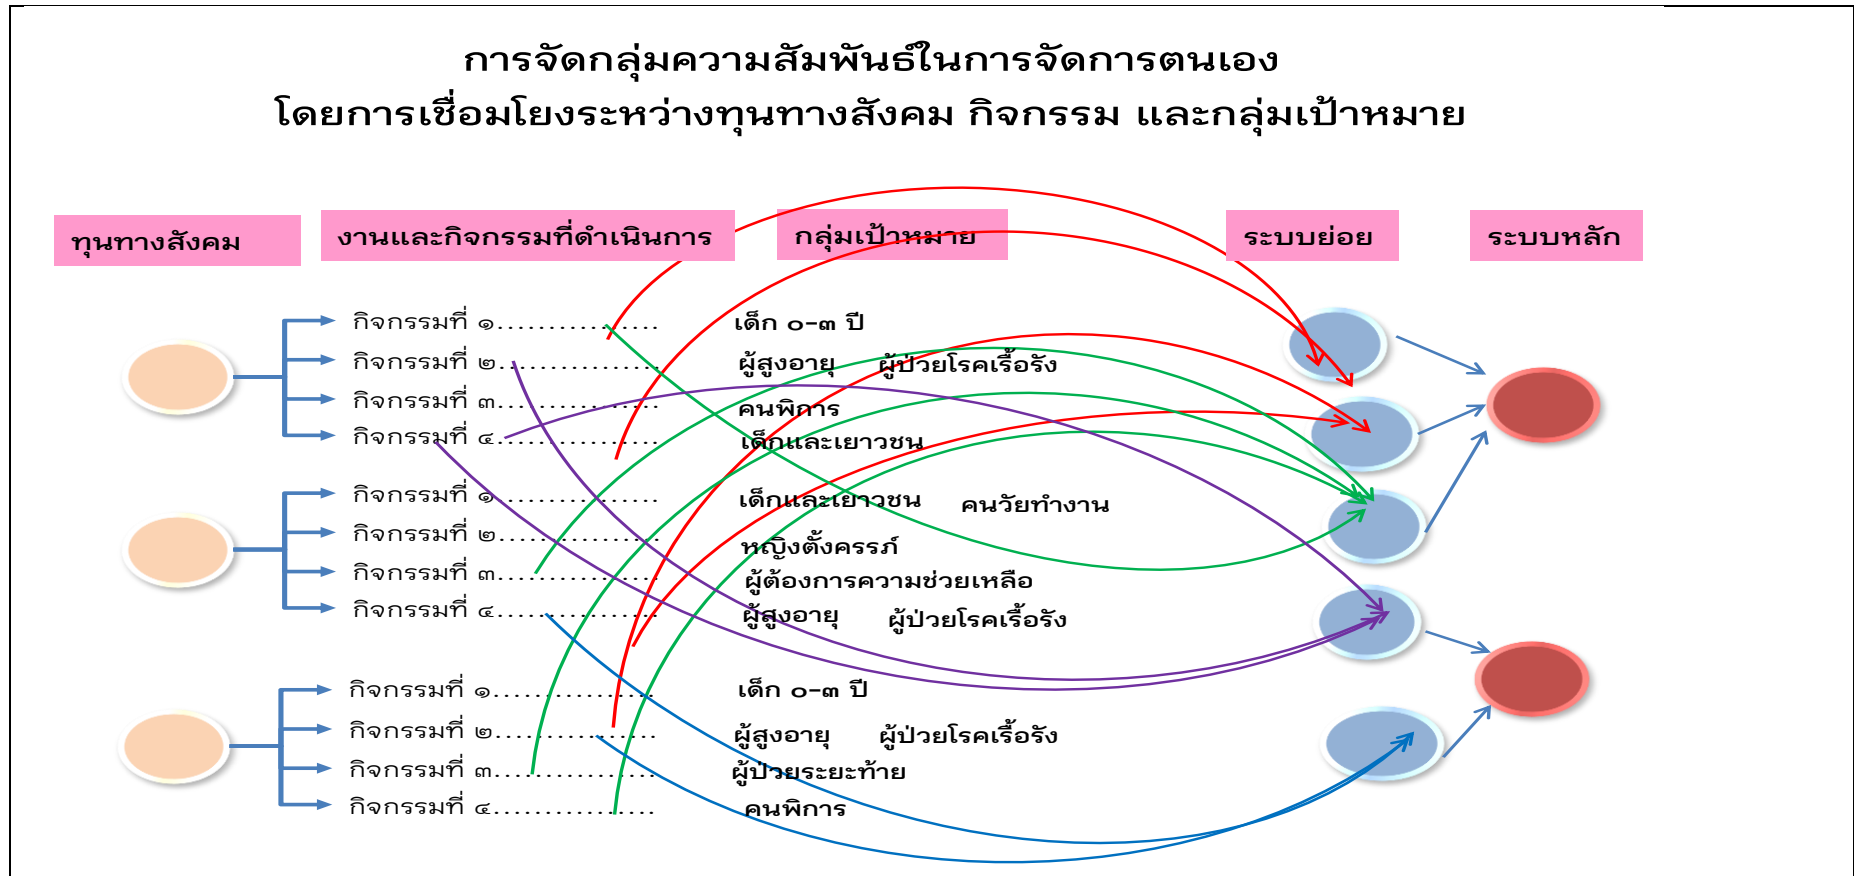 การจัดกลุ่มความสัมพันธ์ในการจัดการตนเอง
โดยการเชื่อมโยงระหว่างทุนทางสังคม กิจกรรม และกลุ่มเป้าหมาย
ทุนทางสังคม งานและกิจกรรมที่ดำเนินการ กลุ่มเป้าหมาย ระบบย่อย ระบบหลัก
กิจกรรมที่ ๑................. เด็ก ๐-๓ ปี
กิจกรรมที่ ๒................. ผู้สูงอายุ ผู้ป่วยโรคเรื้อรัง
กิจกรรมที่ ๓................. คนพิการ
กิจกรรมที่ ๔................. เด็กและเยาวชน
กิจกรรมที่ ๑................. เด็กและเยาวชน คนวัยทำงาน
กิจกรรมที่ ๒................. หญิงตั้งครรภ์
กิจกรรมที่ ๓................. ผู้ต้องการความช่วยเหลือ
กิจกรรมที่ ๔................. ผู้สูงอายุ ผู้ป่วยโรคเรื้อรัง
กิจกรรมที่ ๑................. เด็ก ๐-๓ ปี
กิจกรรมที่ ๒................. ผู้สูงอายุ ผู้ป่วยโรคเรื้อรัง
กิจกรรมที่ ๓................. ผู้ป่วยระยะท้าย
กิจกรรมที่ ๔................. คนพิการ